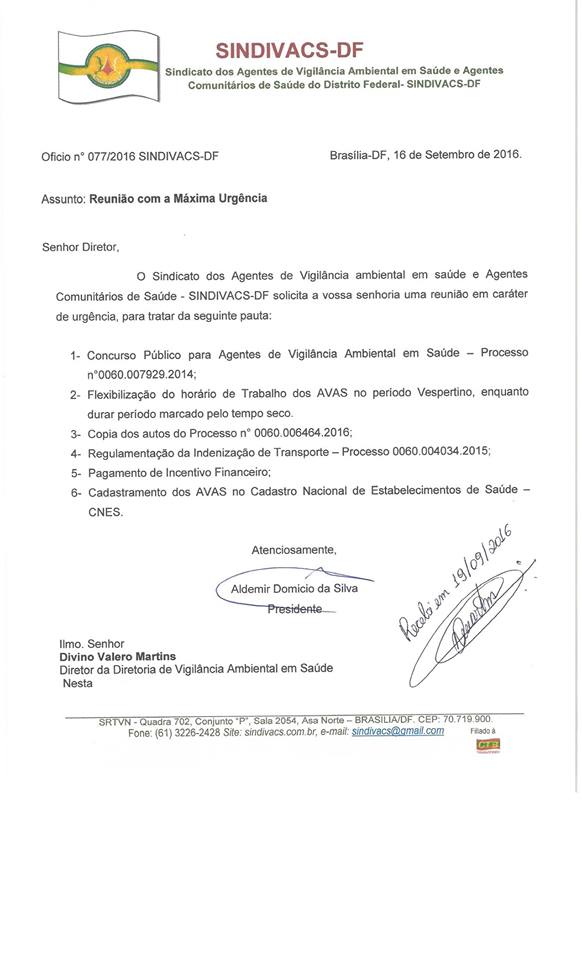 SINDIVACS-DF
Sindicato dos Agentes de Vigilância Ambiental em Saúde e Agentes
Comunitários de Saúde do Distrito Federal- SINDIVACS-DF
Oficio n° 077/2016 SINDIVACS-DF
Brasília-DF, 16 de Setembro de 2016.
Assunto: Reunião com a Máxima Urgência
Senhor Diretor,
O Sindicato dos Agentes de Vigilância ambiental em saúde e Agentes
Comunitários de Saúde - SINDIVACS-DF solicita a vossa senhoria uma reunião em caráter
de urgência, para tratar da seguinte pauta:
1- Concurso Público para Agentes de Vigilância Ambiental em Saúde – Processo
n°0060.007929.2014;
2- Flexibilização do horário de Trabalho dos AVAS no período Vespertino, enquanto
durar período marcado pelo tempo seco.
3- Copia dos autos do Processo n° 0060.006464.2016;
4- Regulamentação da Indenização de Transporte – Processo 0060.004034.2015;
5- Pagamento de Incentivo Financeiro;
6- Cadastramento dos AVAS no Cadastro Nacional de Estabelecimentos de Saúde –
CNES.
Atenciosamente,
Aldemir Domicio da Silva
Presidente
Recebi em 19/09/2016
Ilmo. Senhor
Divino Valero Martins
Diretor da Diretoria de Vigilância Ambiental em Saúde
Nesta
SRTVN - Quadra 702, Conjunto “P”, Sala 2054, Asa Norte – BRASILIA/DF. CEP: 70.719.900.
Fone: (61) 3226-2428 Site: sindivacs.com.br, e-mail: sindivacs@gmail.com
Filado à